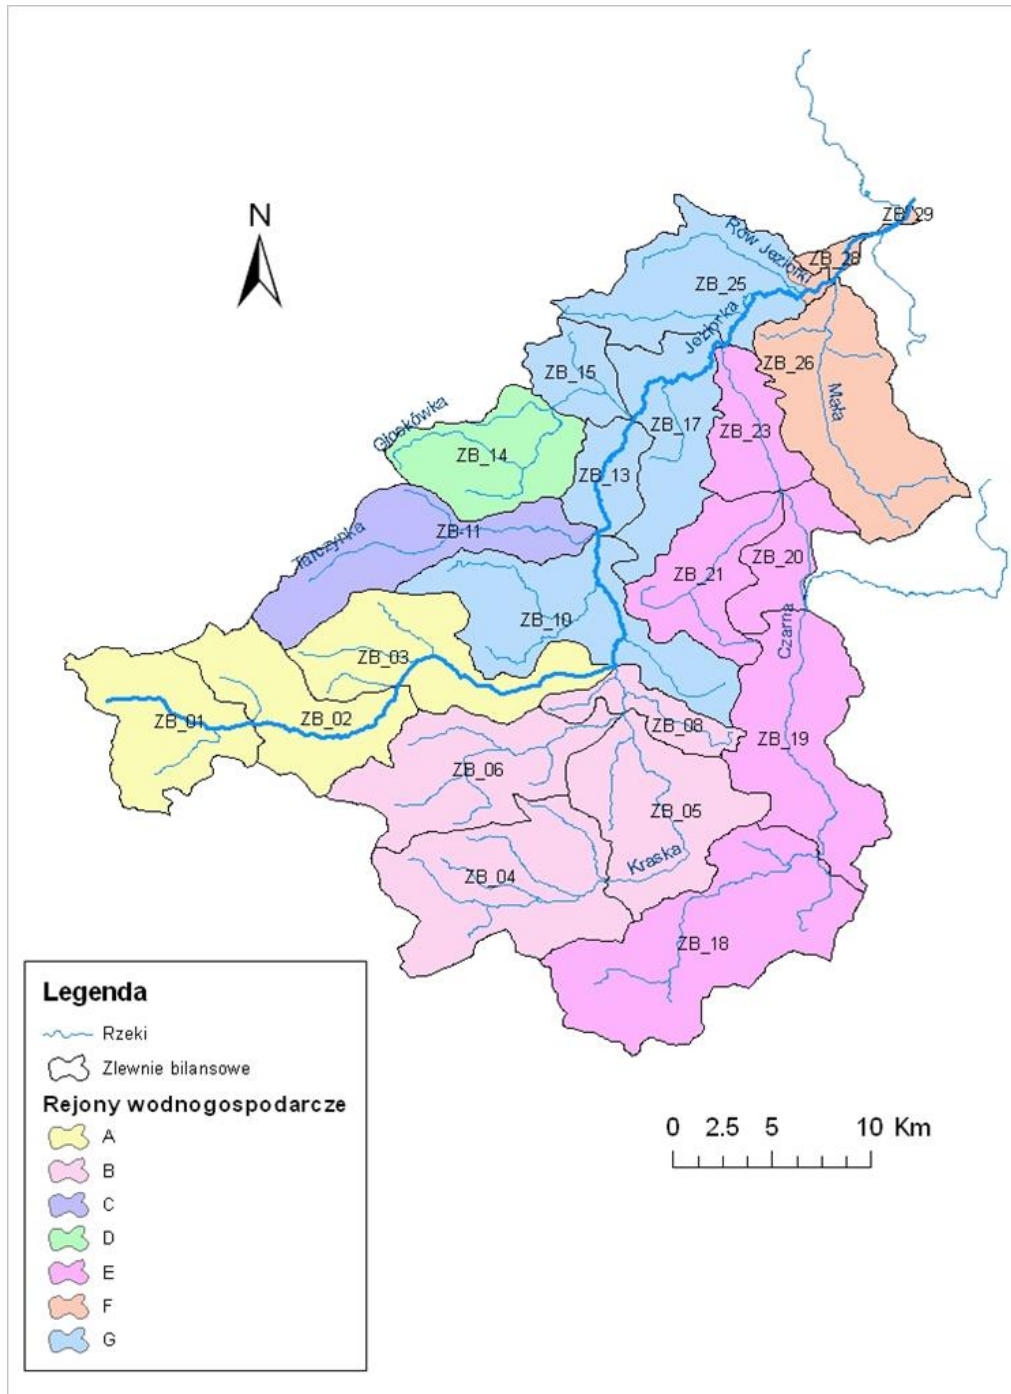 N
ZB_29
Rów Jeziorki
ZB_28
ZB_25
Jeziorka
ZB_15
ZB_26
Mała
Głoskówka
ZB_17
ZB_23
ZB_14
ZB_13
Tarczynka
ZB_11
ZB_20
ZB_21
ZB_10
Czarna
ZB_03
ZB_01
ZB_02
ZB_08
ZB_19
ZB_06
ZB_05
Kraska
ZB_04
ZB_18
Legenda
Rzeki
Zlewnie bilansowe
Rejony wodnogospodarcze
A
B
C
D
E
F
G
0 2.5 5 10 Km